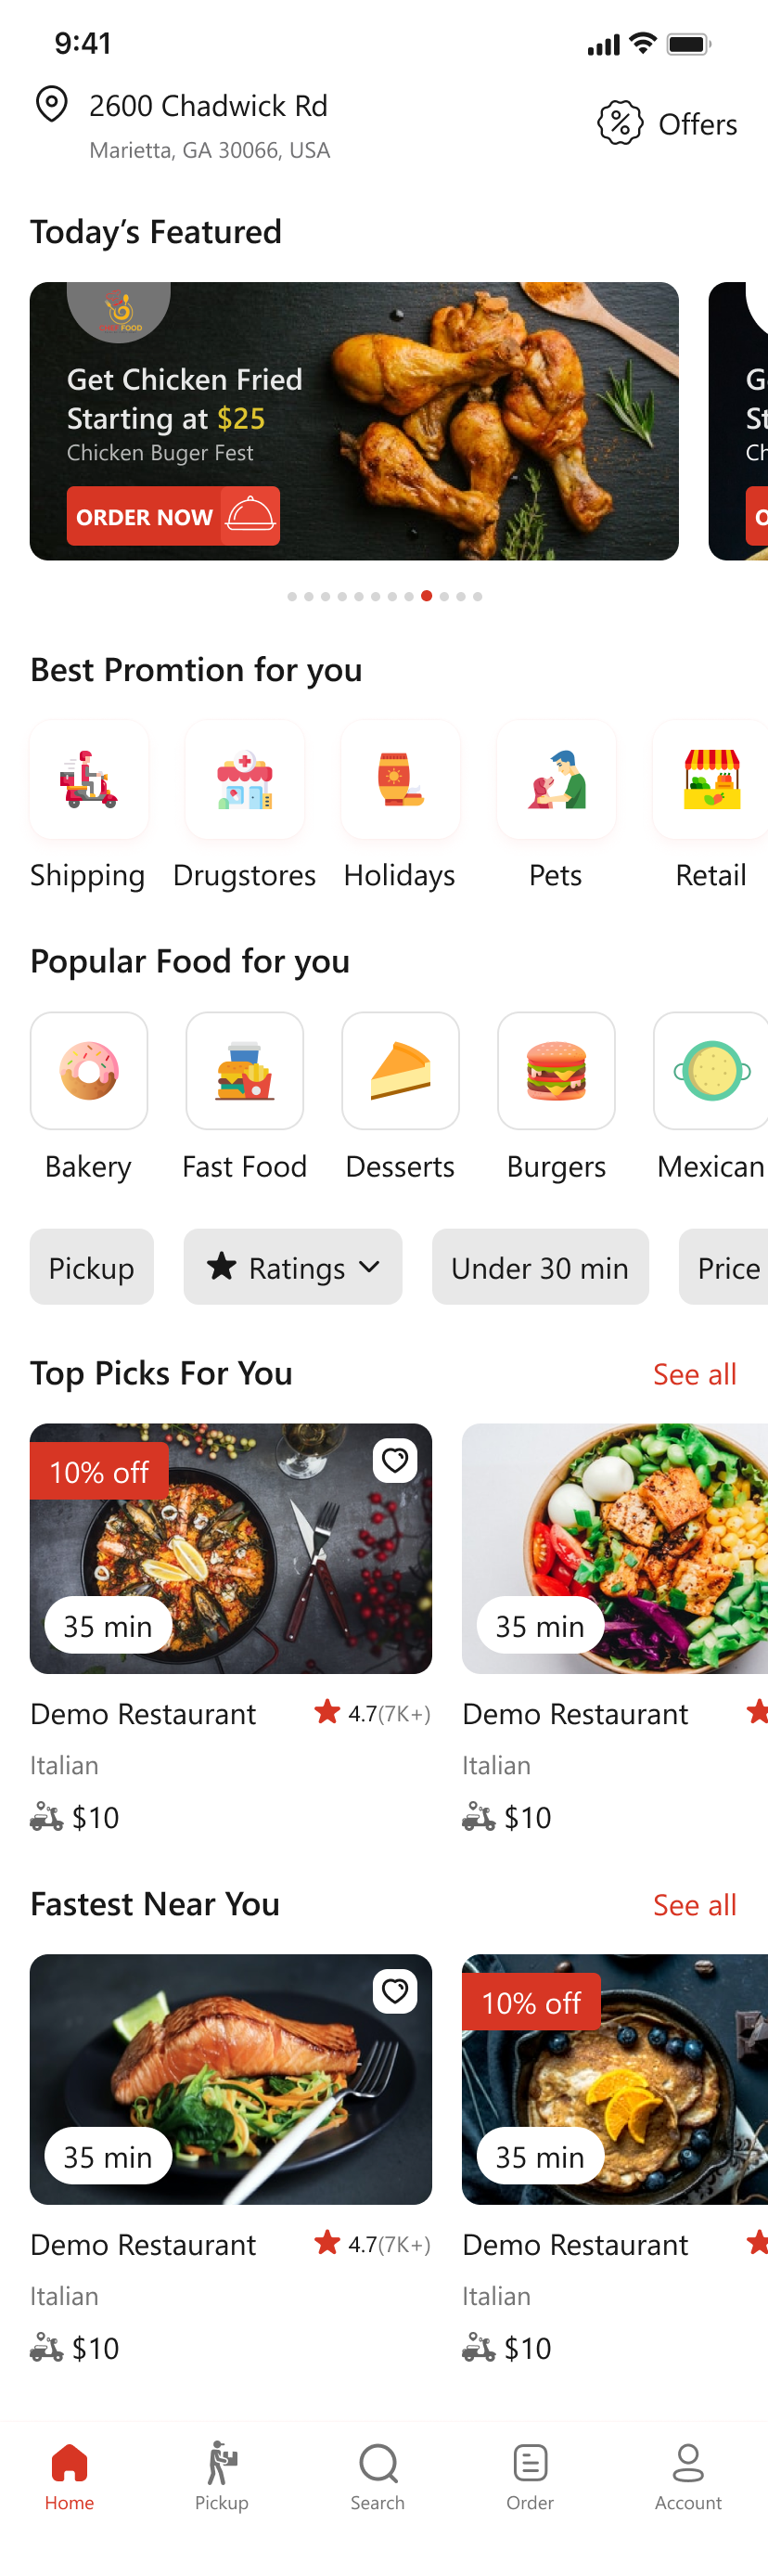 9:41
2600 Chadwick Rd
Marietta, GA 30066, USA
Offers
Today’s Featured
FOOD
Get Chicken Fried
Starting at $25
Chicken Buger Fest
ORDER NOW
Best Promtion for you
Shipping
Drugstores
Holidays
Pets
Retail
Popular Food for you
Bakery
Fast Food
Desserts
Burgers
Mexican
Pickup
Ratings
Under 30 min
Price
Top Picks For You
See all
10% off
35 min
35 min
Demo Restaurant
4.7(7K+)
Demo Restaurant
Italian
Italian
$10
$10
Fastest Near You
See all
10% off
35 min
35 min
Demo Restaurant
4.7(7K+)
Demo Restaurant
Italian
Italian
$10
$10
Home
Pickup
Search
Order
Account